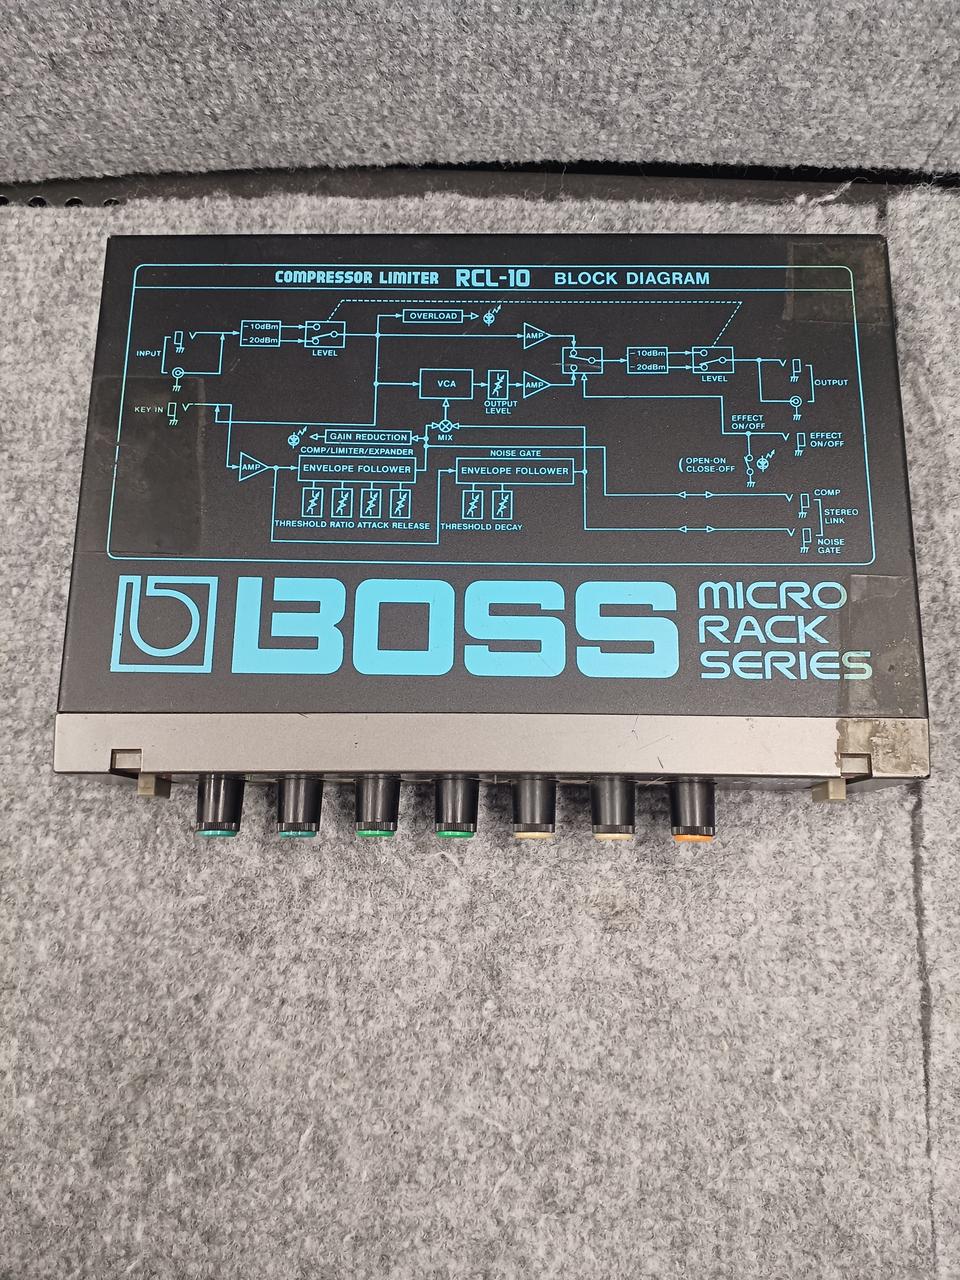 COMPRESSOR LIMITER RCL-10 BLOCK DIAGRAM
OVERLOAD
-10dBm
-20dBm
LEVEL
INPUT
AMP
-10dBm
-20dBm
LEVEL
VCA
AMP
OUTPUT
LEVEL
OUTPUT
KEY IN
MIX
EFFECT
ON/OFF
EFFECT
ON/OFF
GAIN REDUCTION
COMP/LIMITER/EXPANDER
NOISE GATE
AMP
ENVELOPE FOLLOWER
ENVELOPE FOLLOWER
(OPEN-ON
CLOSE-OFF
THRESHOLD RATIO ATTACK RELEASE
THRESHOLD DECAY
COMP
STEREO
LINK
NOISE
GATE
BOSS
MICRO
RACK
SERIES